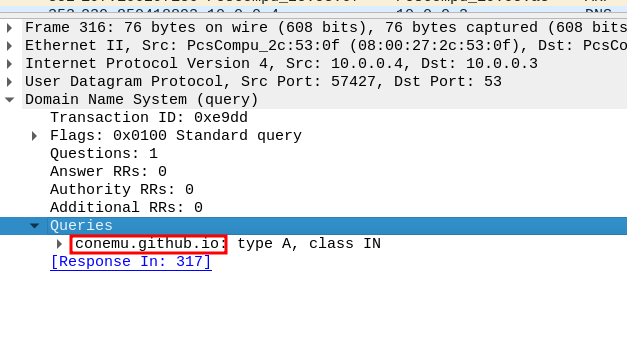 Frame 316: 76 bytes on wire (608 bits), 76 bytes captured (608 bits
Ethernet II, Src: PcsCompu_2c:53:0f (08:00:27:2c:53:0f), Dst: PcsCo
Internet Protocol Version 4, Src: 10.0.0.4, Dst: 10.0.0.3
User Datagram Protocol, Src Port: 57427, Dst Port: 53
Domain Name System (query)
Transaction ID: 0xe9dd
Flags: 0x0100 Standard query
Questions: 1
Answer RRs: 0
Authority RRs: 0
Additional RRs: 0
Queries
conemu.github.io: type A, class IN
[Response In: 317]